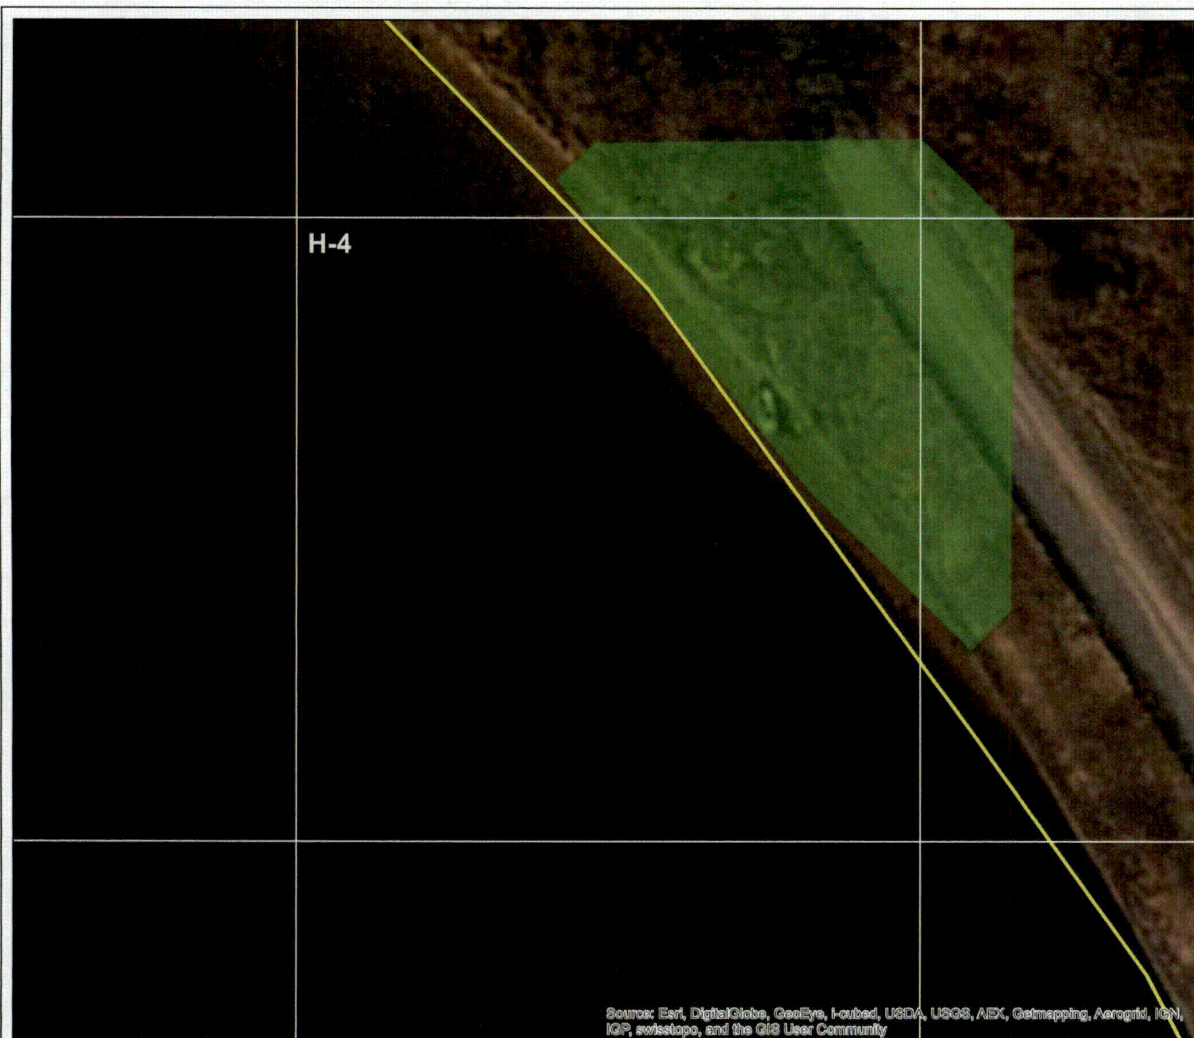 H-4
Source: Esri, DigitalGlobe, GeoEye, i-cubed, USDA, USGS, AEX, Getmapping, Aerogrid, IGN,
IGP, swisstopo, and the GIS User Community